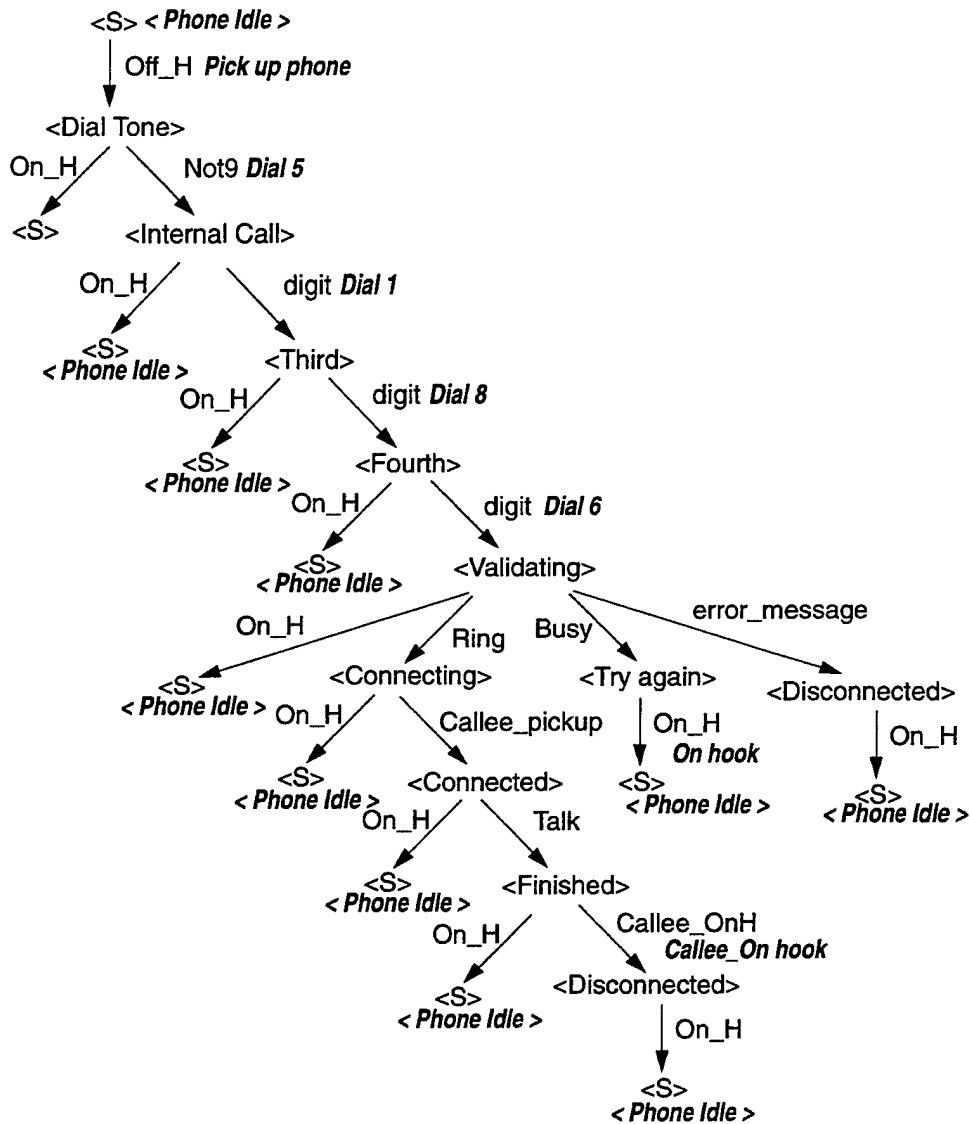 <S> < Phone Idle >
Off_H Pick up phone
<Dial Tone>
On_H
Not9 Dial 5
<S>
<Internal Call>
On_H
digit Dial 1
<S>
< Phone Idle >
<Third>
On_H
digit Dial 8
<S>
< Phone Idle >
<Fourth>
On_H
digit Dial 6
<S>
< Phone Idle >
<Validating>
On_H
Ring
Busy
error_message
<S>
< Phone Idle >
<Connecting>
<Try again>
<Disconnected>
On_H
Callee_pickup
On_H
On hook
On_H
<S>
< Phone Idle >
<Connected>
<S>
< Phone Idle >
<S>
< Phone Idle >
On_H
Talk
<S>
< Phone Idle >
<Finished>
On_H
Callee_OnH
Callee_On hook
<S>
< Phone Idle >
<Disconnected>
On_H
<S>
< Phone Idle >